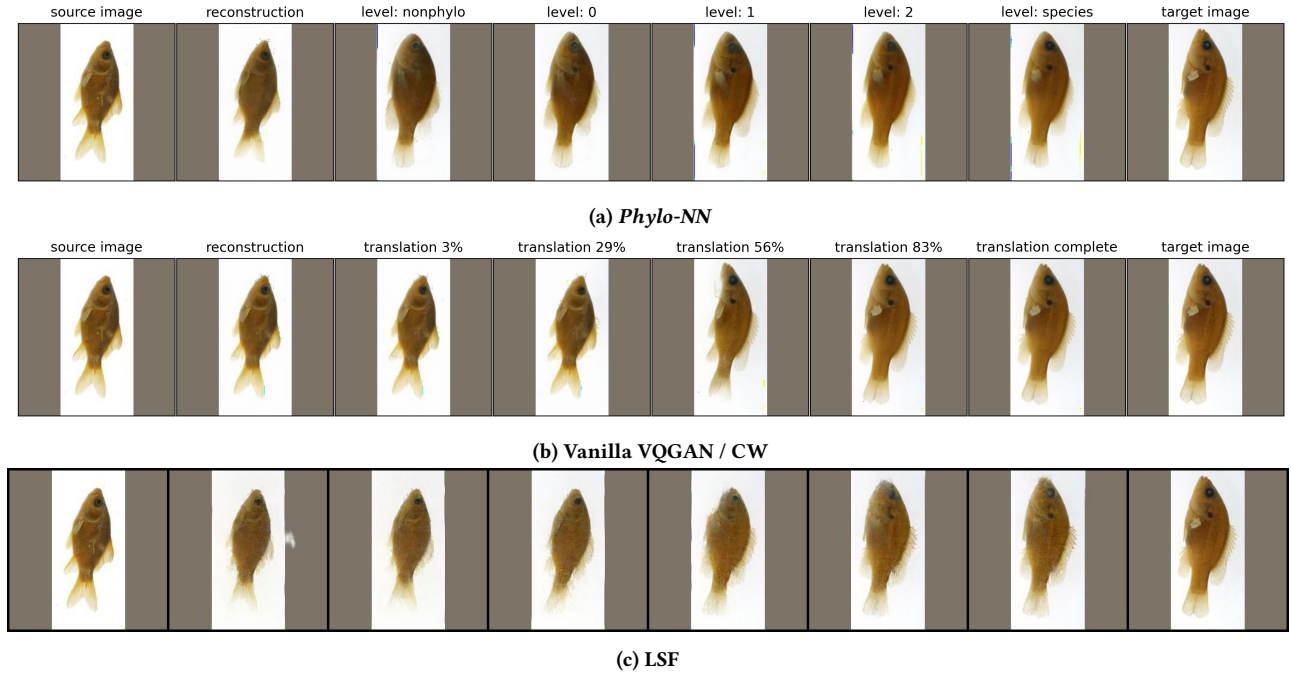 source image reconstruction level: nonphylo level: 0 level: 1 level: 2 level: species target image
(a) Phylo-NN
source image reconstruction translation 3% translation 29% translation 56% translation 83% translation complete target image
(b) Vanilla VQGAN / CW
(c) LSF